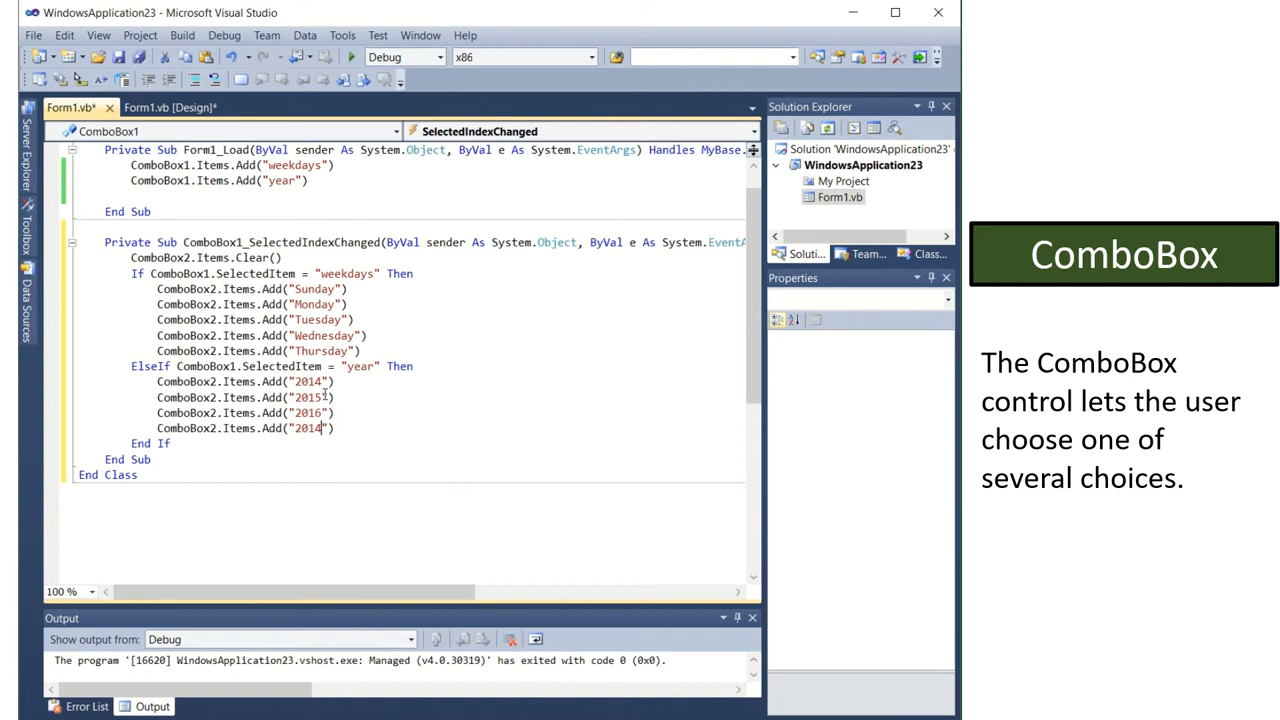 WindowsApplication23 - Microsoft Visual Studio
File Edit View Project Build Debug Team Data Tools Test Window Help
Debug x86
Server Explorer
Toolbox
Data Sources
Form1.vb* Form1.vb [Design]*
ComboBox1 SelectedIndexChanged
Private Sub Form1_Load(ByVal sender As System.Object, ByVal e As System.EventArgs) Handles MyBase.
ComboBox1.Items.Add("weekdays")
ComboBox1.Items.Add("year")
End Sub
Private Sub ComboBox1_SelectedIndexChanged(ByVal sender As System.Object, ByVal e As System.EventA
ComboBox2.Items.Clear()
If ComboBox1.SelectedItem = "weekdays" Then
ComboBox2.Items.Add("Sunday")
ComboBox2.Items.Add("Monday")
ComboBox2.Items.Add("Tuesday")
ComboBox2.Items.Add("Wednesday")
ComboBox2.Items.Add("Thursday")
ElseIf ComboBox1.SelectedItem = "year" Then
ComboBox2.Items.Add("2014")
ComboBox2.Items.Add("2015")
ComboBox2.Items.Add("2016")
ComboBox2.Items.Add("2014")
End If
End Sub
End Class
100 %
Output
Show output from: Debug
The program '[16620] WindowsApplication23.vshost.exe: Managed (v4.0.30319)' has exited with code 0 (0x0).
Error List Output
Solution Explorer
Solution 'WindowsApplication23'
WindowsApplication23
My Project
Form1.vb
Soluti... Team... Class...
Properties
ComboBox
The ComboBox
control lets the user
choose one of
several choices.